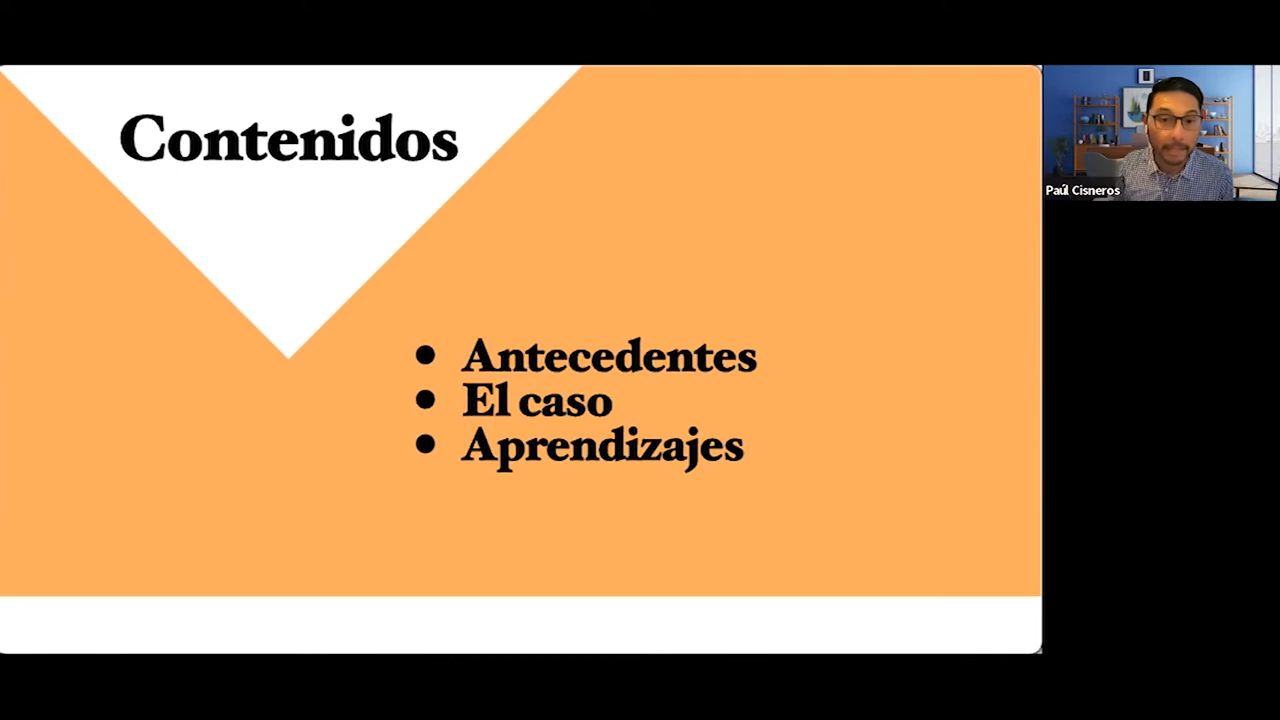 Contenidos
• Antecedentes
• El caso
• Aprendizajes
Paúl Cisneros